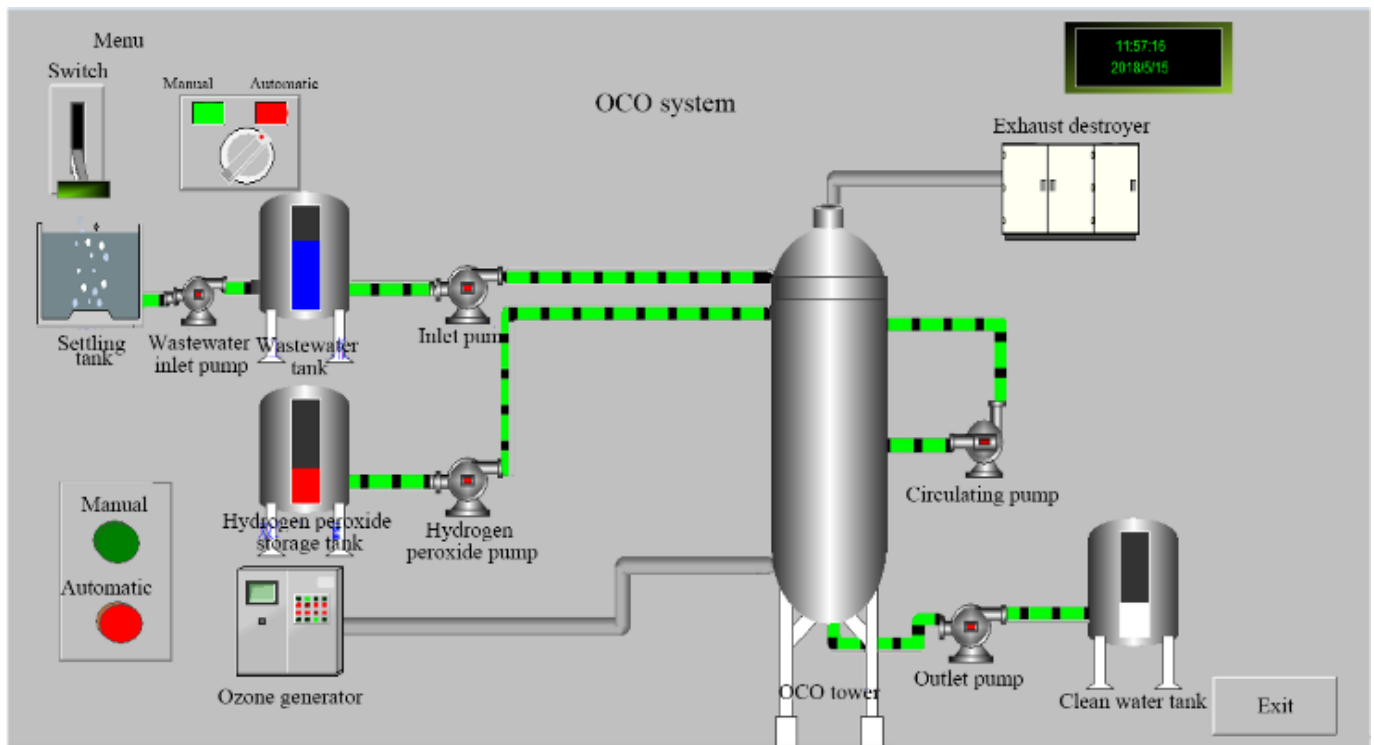 Menu
Switch
Manual
Automatic
11:57:16
2018/5/15
OCO system
Exhaust destroyer
Settling
tank
Wastewater
inlet pump
Wastewater
tank
Inlet pum
Hydrogen peroxide
storage tank
Hydrogen
peroxide pump
Circulating pump
Manual
Automatic
Ozone generator
OCO tower
Outlet pump
Clean water tank
Exit